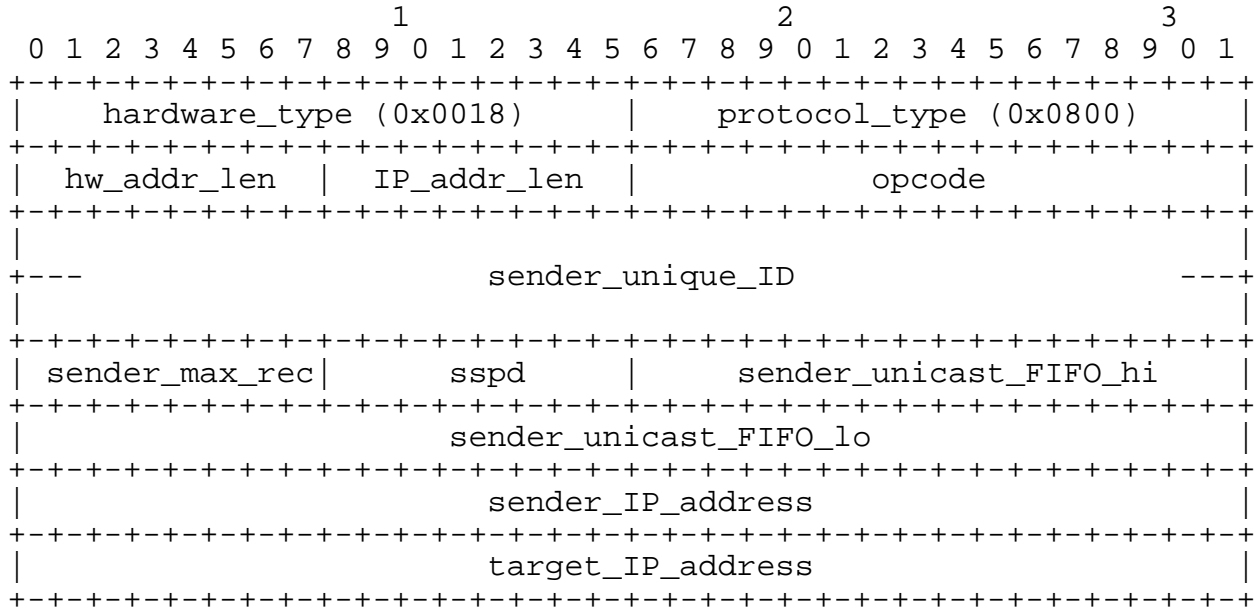 1                   2                   3
 0 1 2 3 4 5 6 7 8 9 0 1 2 3 4 5 6 7 8 9 0 1 2 3 4 5 6 7 8 9 0 1
+-+-+-+-+-+-+-+-+-+-+-+-+-+-+-+-+-+-+-+-+-+-+-+-+-+-+-+-+-+-+-+-+
|    hardware_type (0x0018)     |    protocol_type (0x0800)     |
+-+-+-+-+-+-+-+-+-+-+-+-+-+-+-+-+-+-+-+-+-+-+-+-+-+-+-+-+-+-+-+-+
|  hw_addr_len  |  IP_addr_len  |            opcode             |
+-+-+-+-+-+-+-+-+-+-+-+-+-+-+-+-+-+-+-+-+-+-+-+-+-+-+-+-+-+-+-+-+
|                                                               |
+---                     sender_unique_ID                    ---+
|                                                               |
+-+-+-+-+-+-+-+-+-+-+-+-+-+-+-+-+-+-+-+-+-+-+-+-+-+-+-+-+-+-+-+-+
| sender_max_rec|      sspd     |     sender_unicast_FIFO_hi    |
+-+-+-+-+-+-+-+-+-+-+-+-+-+-+-+-+-+-+-+-+-+-+-+-+-+-+-+-+-+-+-+-+
|                      sender_unicast_FIFO_lo                   |
+-+-+-+-+-+-+-+-+-+-+-+-+-+-+-+-+-+-+-+-+-+-+-+-+-+-+-+-+-+-+-+-+
|                        sender_IP_address                      |
+-+-+-+-+-+-+-+-+-+-+-+-+-+-+-+-+-+-+-+-+-+-+-+-+-+-+-+-+-+-+-+-+
|                        target_IP_address                      |
+-+-+-+-+-+-+-+-+-+-+-+-+-+-+-+-+-+-+-+-+-+-+-+-+-+-+-+-+-+-+-+-+